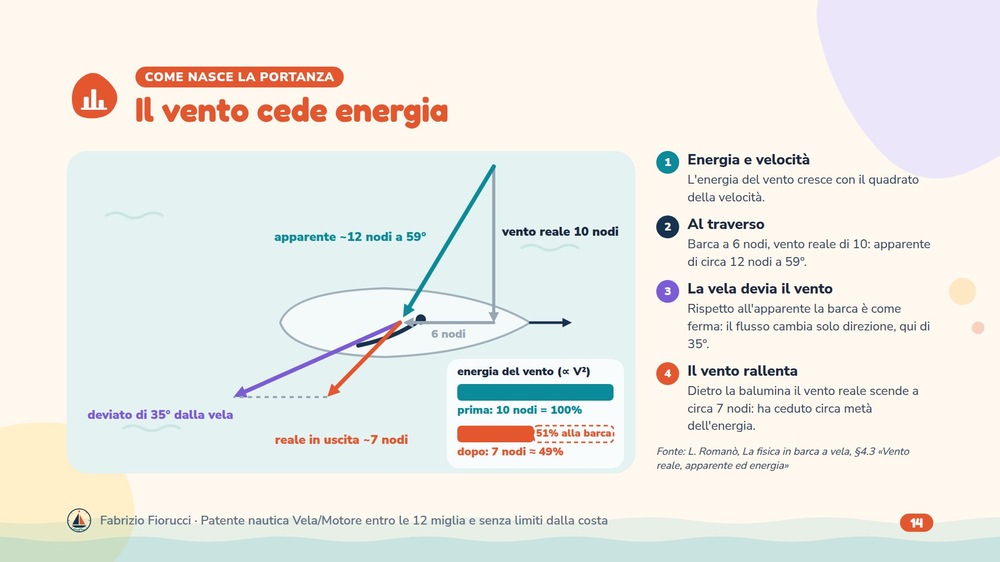 COME NASCE LA PORTANZA
Il vento cede energia
apparente ~12 nodi a 59°
vento reale 10 nodi
6 nodi
deviato di 35° dalla vela
reale in uscita ~7 nodi
energia del vento (∝ V²)
prima: 10 nodi = 100%
51% alla barca
dopo: 7 nodi ≈ 49%
1
Energia e velocità
L'energia del vento cresce con il quadrato
della velocità.
2
Al traverso
Barca a 6 nodi, vento reale di 10: apparente
di circa 12 nodi a 59°.
3
La vela devia il vento
Rispetto all'apparente la barca è come
ferma: il flusso cambia solo direzione, qui di
35°.
4
Il vento rallenta
Dietro la balumina il vento reale scende a
circa 7 nodi: ha ceduto circa metà
dell'energia.
Fonte: L. Romanò, La fisica in barca a vela, §4.3 «Vento
reale, apparente ed energia»
Fabrizio Fiorucci · Patente nautica Vela/Motore entro le 12 miglia e senza limiti dalla costa
14